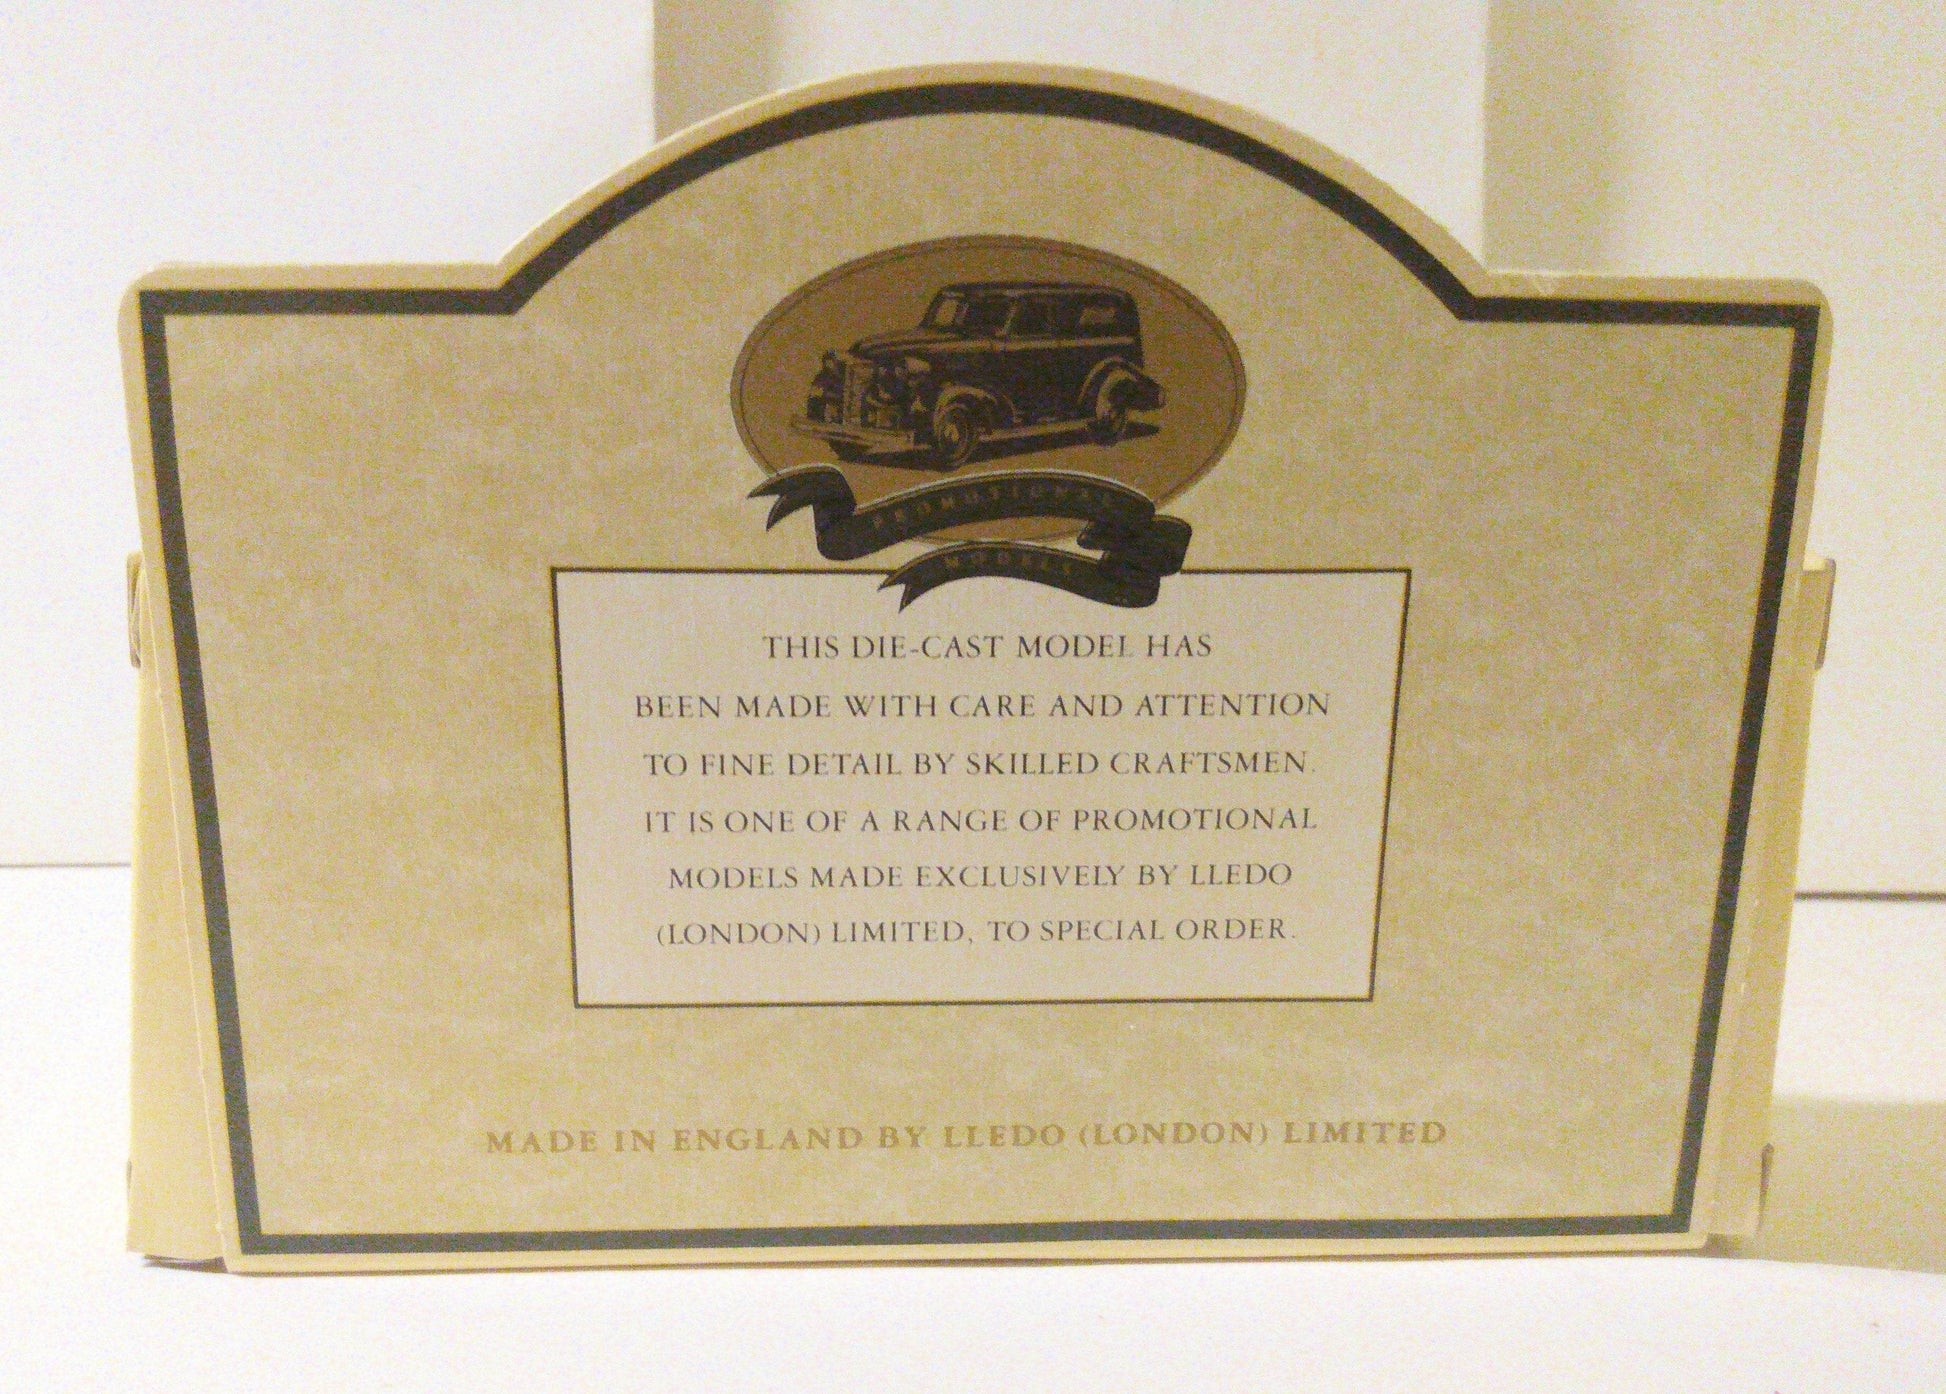 PROMOTIONAL
MODELS
THIS DIE-CAST MODEL HAS
BEEN MADE WITH CARE AND ATTENTION
TO FINE DETAIL BY SKILLED CRAFTSMEN.
IT IS ONE OF A RANGE OF PROMOTIONAL
MODELS MADE EXCLUSIVELY BY LLEDO
(LONDON) LIMITED, TO SPECIAL ORDER.
MADE IN ENGLAND BY LLEDO (LONDON) LIMITED